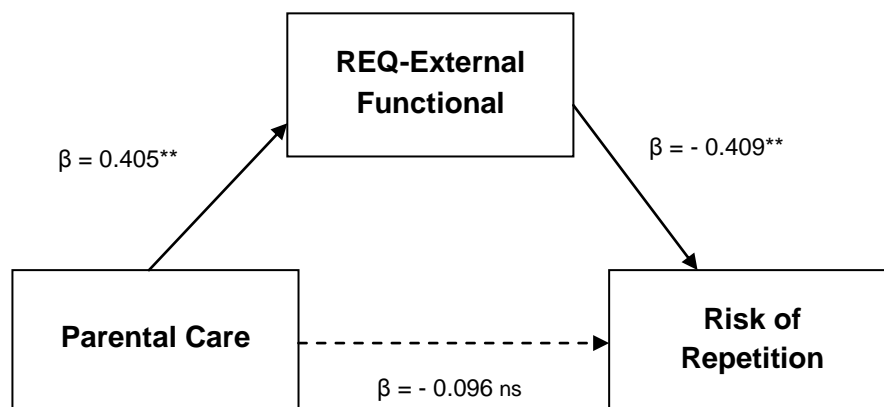 REQ-External
Functional
β = 0.405**
β = - 0.409**
Parental Care
Risk of
Repetition
β = - 0.096 ns